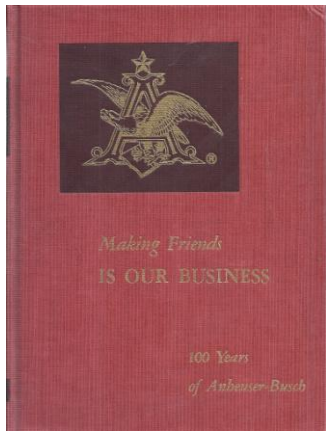 A
®
Making Friends
IS OUR BUSINESS
100 Years
of Anheuser-Busch